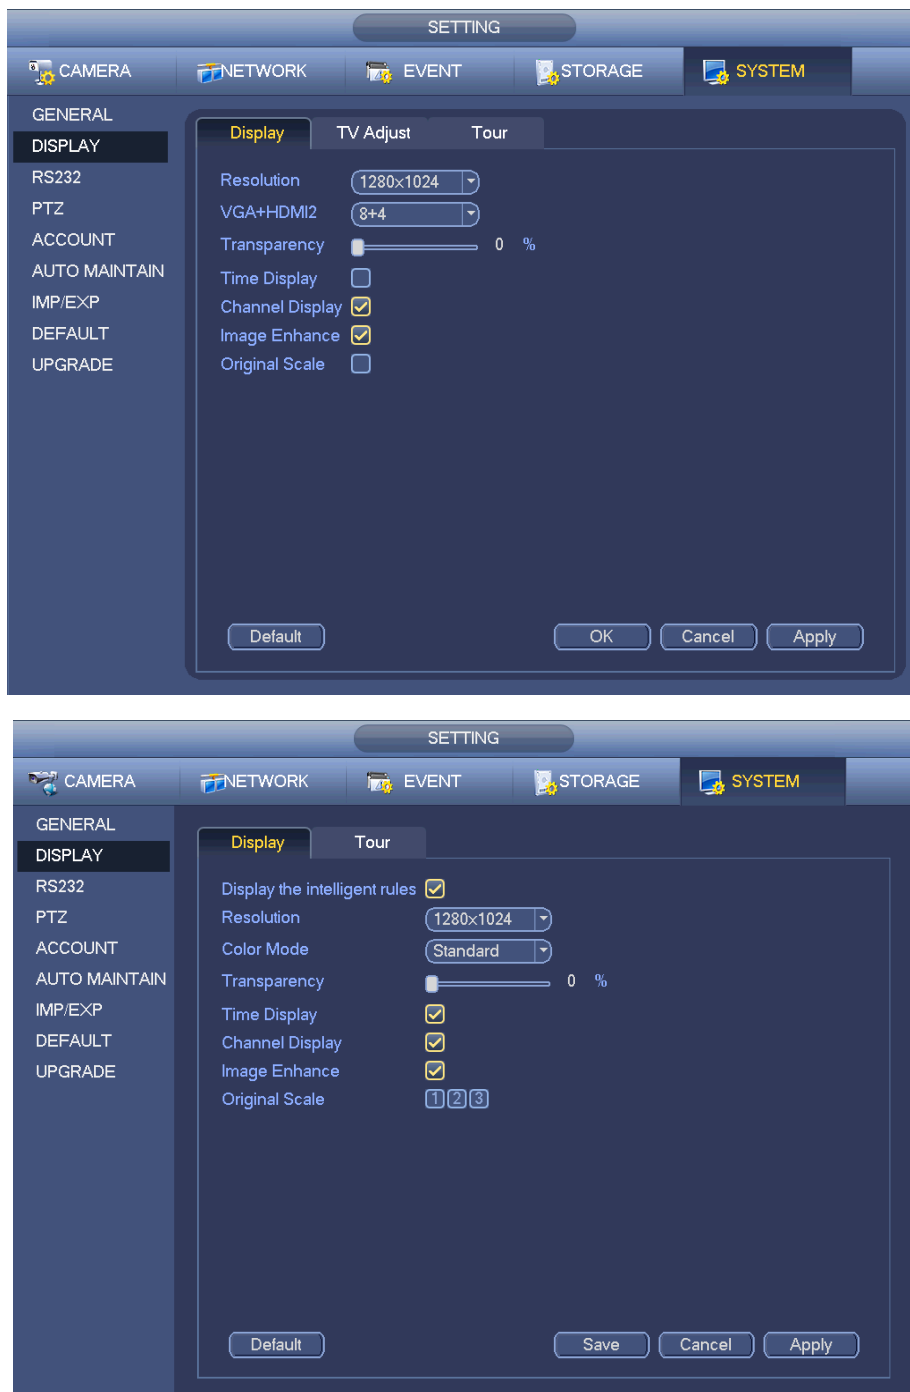 SETTING
CAMERA NETWORK EVENT STORAGE SYSTEM
GENERAL
DISPLAY
RS232
PTZ
ACCOUNT
AUTO MAINTAIN
IMP/EXP
DEFAULT
UPGRADE
Display TV Adjust Tour
Resolution 1280×1024
VGA+HDMI2 8+4
Transparency 0 %
Time Display
Channel Display
Image Enhance
Original Scale
Default OK Cancel Apply
SETTING
CAMERA NETWORK EVENT STORAGE SYSTEM
GENERAL
DISPLAY
RS232
PTZ
ACCOUNT
AUTO MAINTAIN
IMP/EXP
DEFAULT
UPGRADE
Display Tour
Display the intelligent rules
Resolution 1280×1024
Color Mode Standard
Transparency 0 %
Time Display
Channel Display
Image Enhance
Original Scale 1 2 3
Default Save Cancel Apply